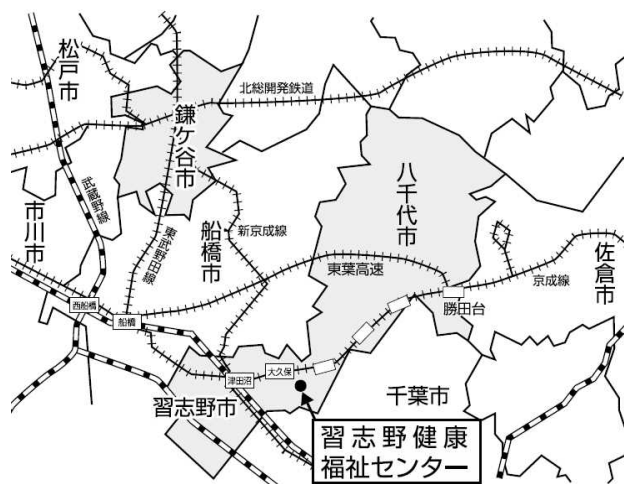 松戸市
北総開発鉄道
鎌ケ谷市
武蔵野線
市川市
東武野田線
船橋市
新京成線
八千代市
東葉高速
京成線
佐倉市
勝田台
西船橋
船橋
津田沼
大久保
習志野市
千葉市
習志野健康
福祉センター